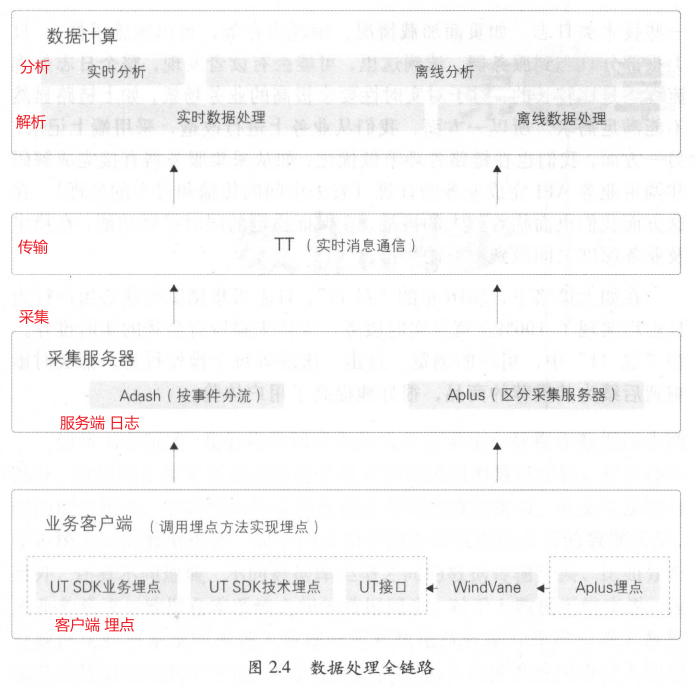 数据计算
分析
实时分析 离线分析
解析
实时数据处理 离线数据处理
传输
TT（实时消息通信）
采集
采集服务器
Adash（按事件分流） Aplus（区分采集服务器）
服务端 日志
业务客户端 （调用埋点方法实现埋点）
UT SDK业务埋点 UT SDK技术埋点 UT接口 WindVane Aplus埋点
客户端 埋点
图 2.4 数据处理全链路